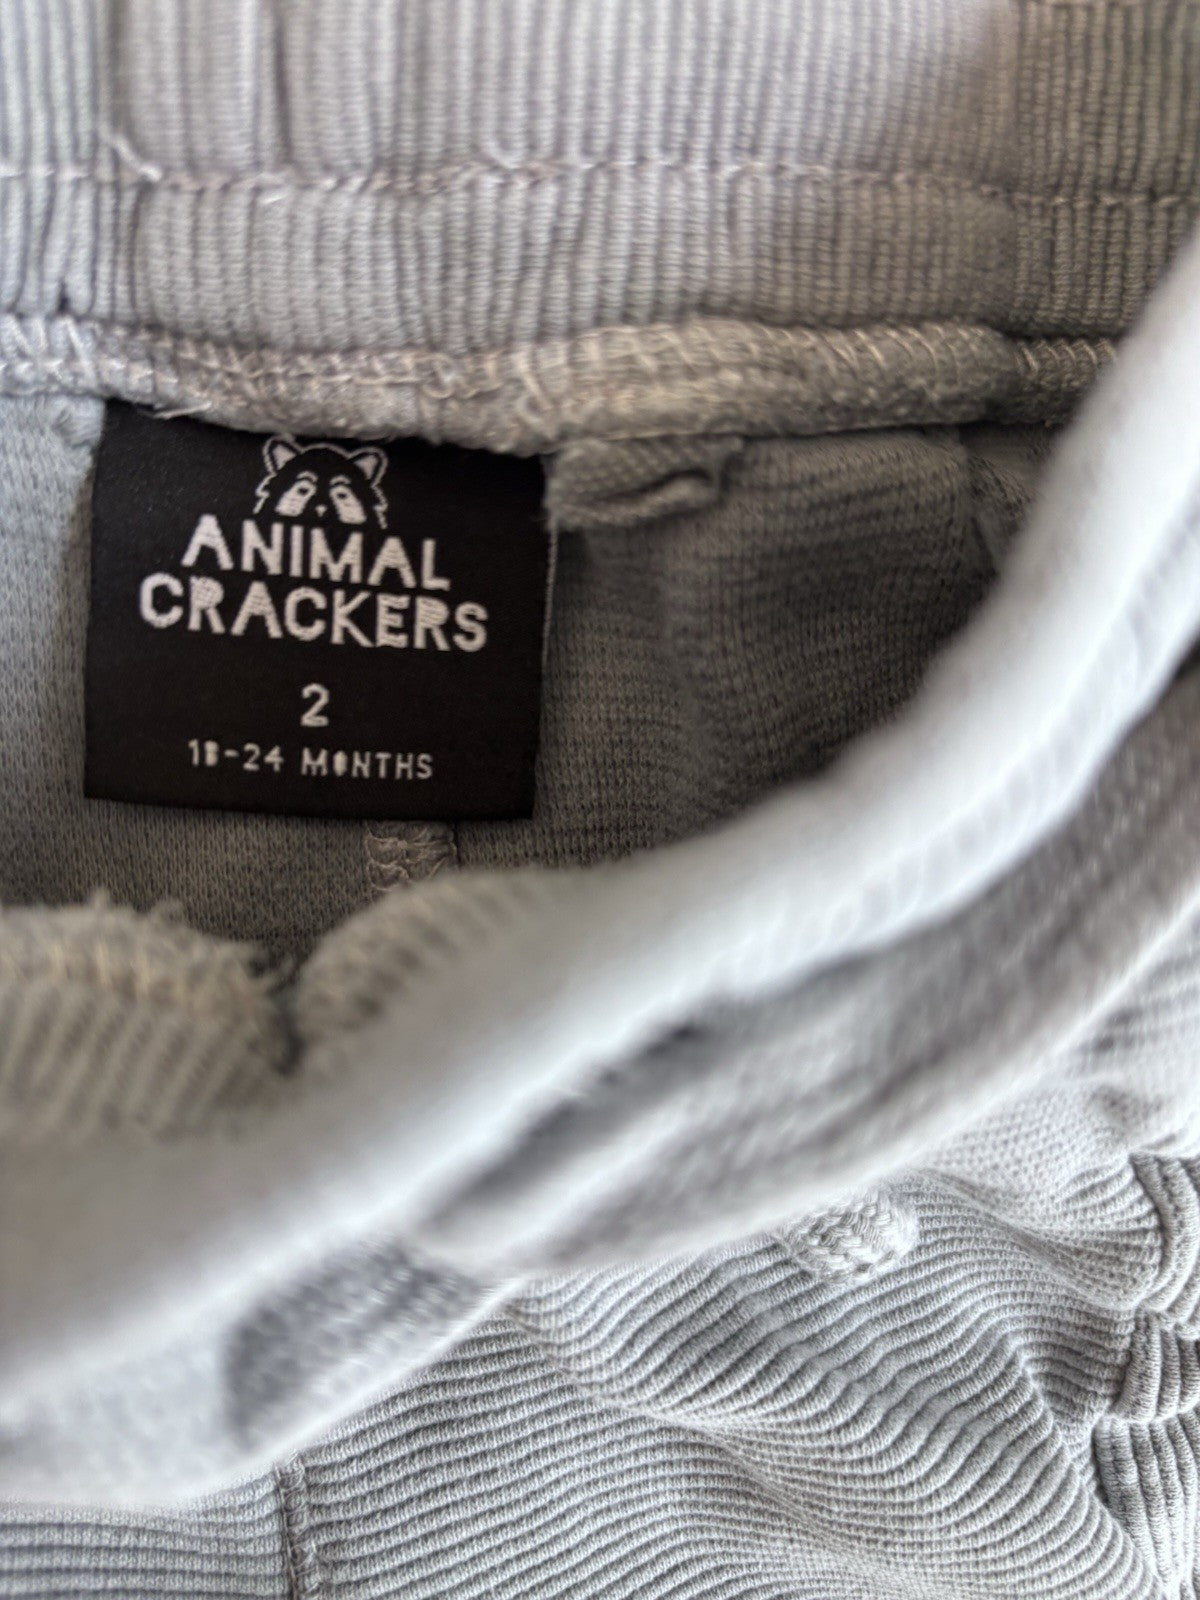 ANIMAL
CRACKERS
2
18-24 MONTHS